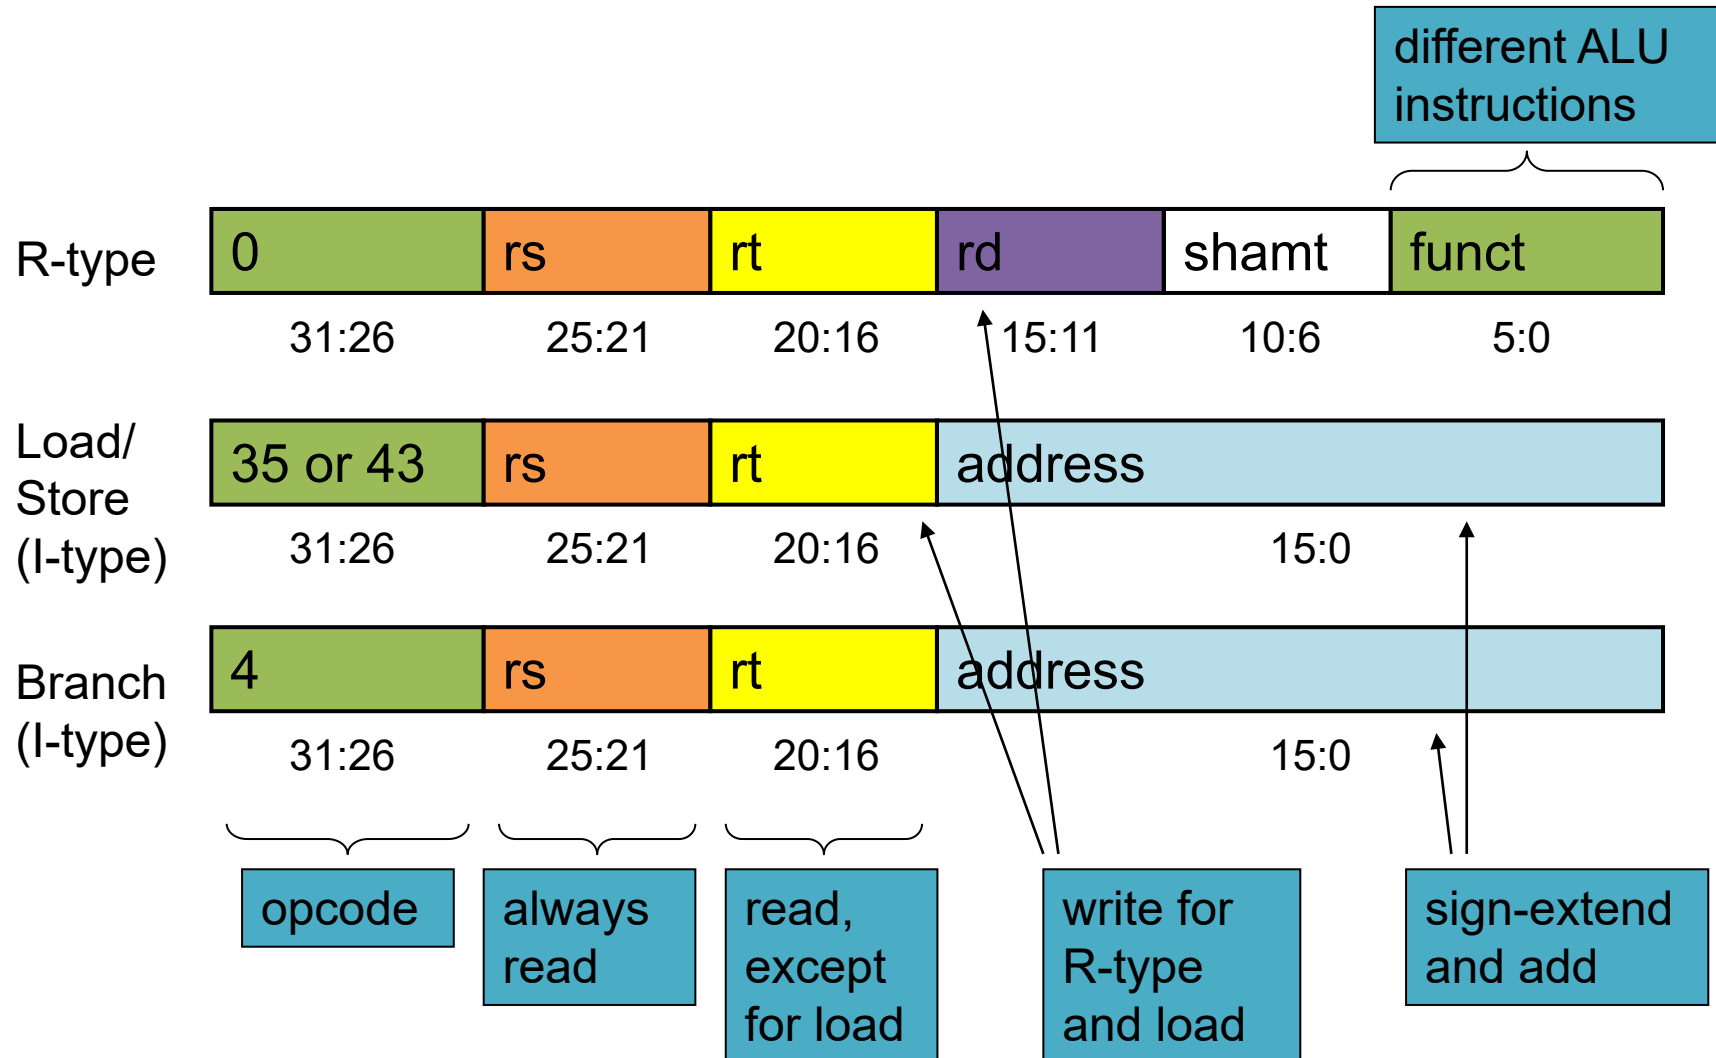 different ALU
instructions
R-type
0 rs rt rd shamt funct
31:26 25:21 20:16 15:11 10:6 5:0
Load/
Store
(I-type)
35 or 43 rs rt address
31:26 25:21 20:16 15:0
Branch
(I-type)
4 rs rt address
31:26 25:21 20:16 15:0
opcode
always
read
read,
except
for load
write for
R-type
and load
sign-extend
and add